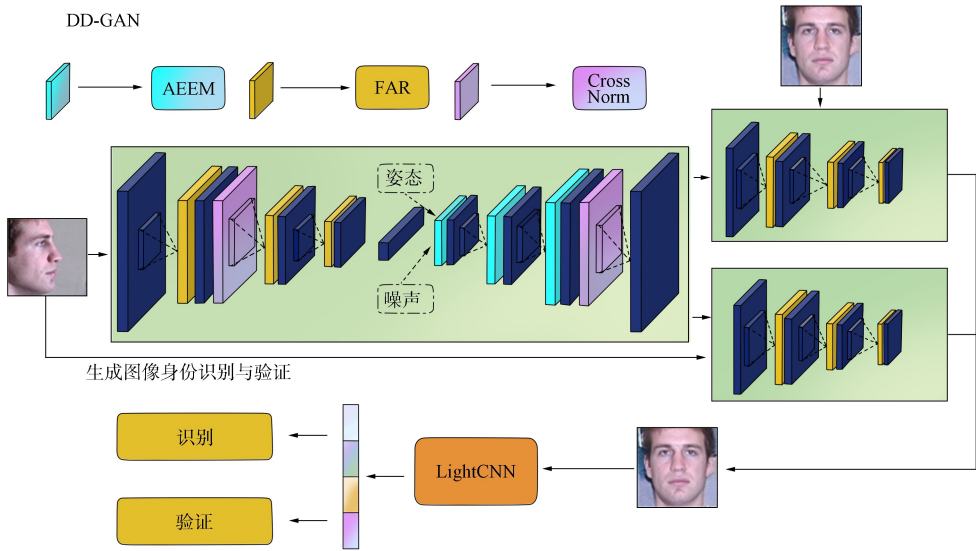 DD-GAN
AEEM
FAR
Cross
Norm
姿态
噪声
生成图像身份识别与验证
识别
LightCNN
验证